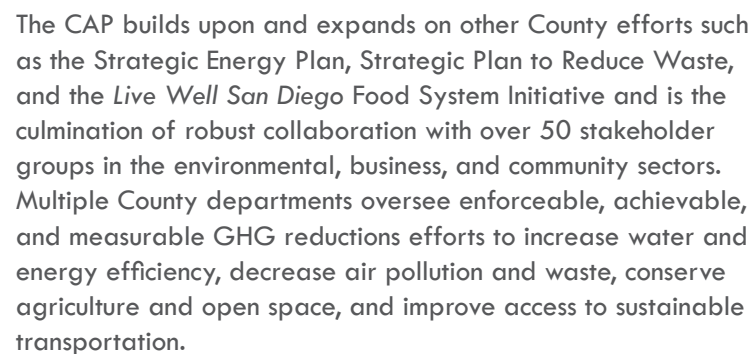 The CAP builds upon and expands on other County efforts such
as the Strategic Energy Plan, Strategic Plan to Reduce Waste,
and the Live Well San Diego Food System Initiative and is the
culmination of robust collaboration with over 50 stakeholder
groups in the environmental, business, and community sectors.
Multiple County departments oversee enforceable, achievable,
and measurable GHG reductions efforts to increase water and
energy efficiency, decrease air pollution and waste, conserve
agriculture and open space, and improve access to sustainable
transportation.